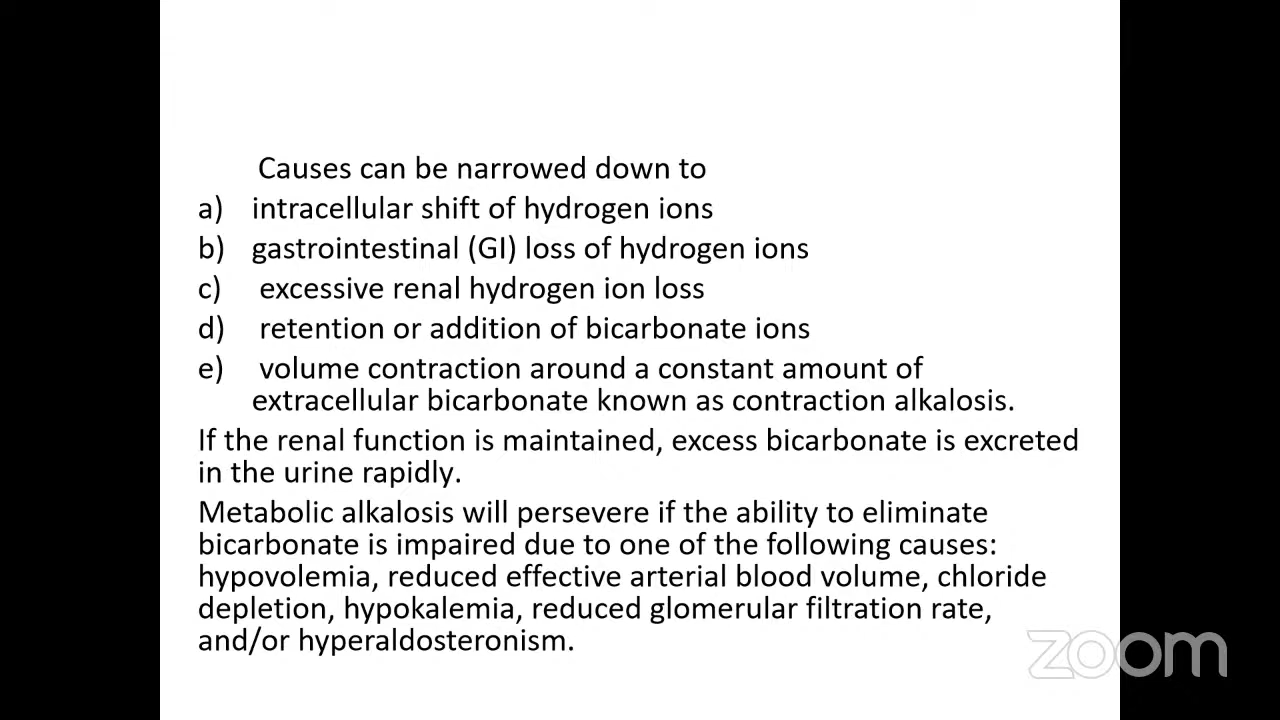 Causes can be narrowed down to
a) intracellular shift of hydrogen ions
b) gastrointestinal (GI) loss of hydrogen ions
c) excessive renal hydrogen ion loss
d) retention or addition of bicarbonate ions
e) volume contraction around a constant amount of
extracellular bicarbonate known as contraction alkalosis.
If the renal function is maintained, excess bicarbonate is excreted
in the urine rapidly.
Metabolic alkalosis will persevere if the ability to eliminate
bicarbonate is impaired due to one of the following causes:
hypovolemia, reduced effective arterial blood volume, chloride
depletion, hypokalemia, reduced glomerular filtration rate,
and/or hyperaldosteronism.
zoom